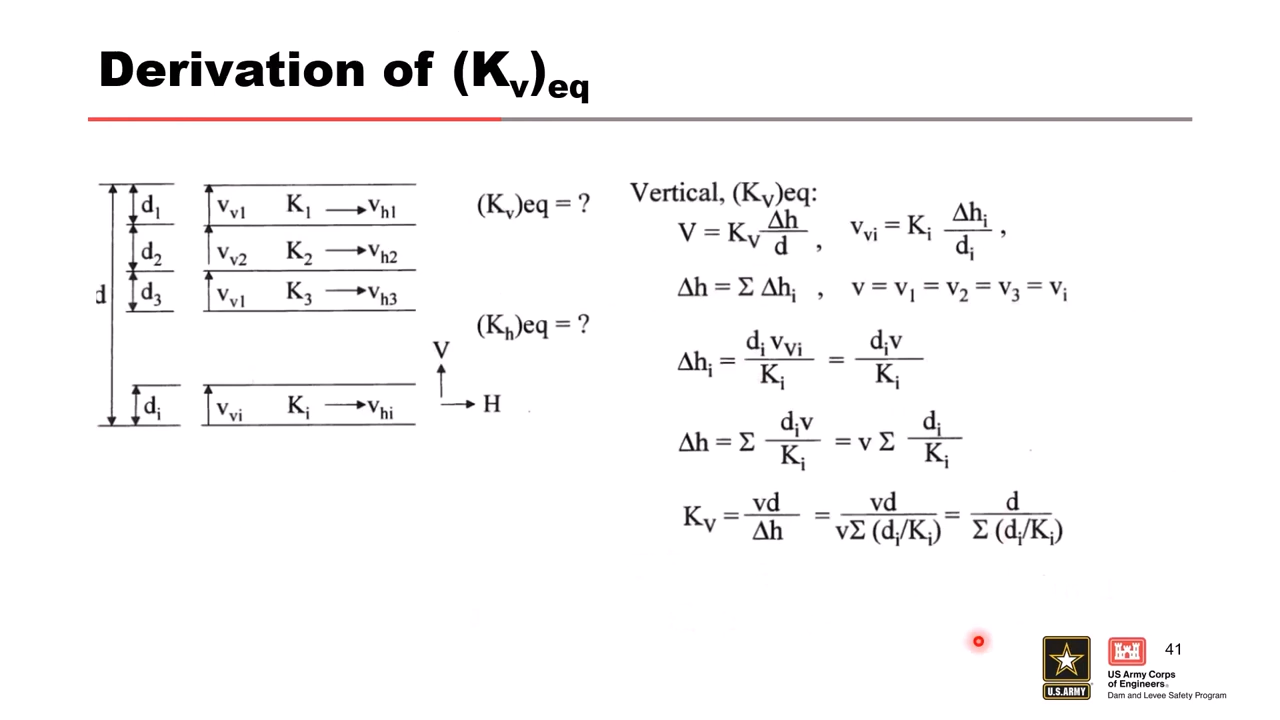 Derivation of (Kv)eq
d1 vv1 K1 → vh1
d2 vv2 K2 → vh2
d d3 vv1 K3 → vh3
di vvi Ki → vhi
V
H
(Kv)eq = ?
(Kh)eq = ?
Vertical, (KV)eq:
V = KV Δh/d , vvi = Ki Δhi/di ,
Δh = Σ Δhi , v = v1 = v2 = v3 = vi
Δhi = di vVi/Ki = div/Ki
Δh = Σ div/Ki = v Σ di/Ki
KV = vd/Δh = vd/vΣ (di/Ki) = d/Σ (di/Ki)
U.S.ARMY
US Army Corps
of Engineers®
Dam and Levee Safety Program
41